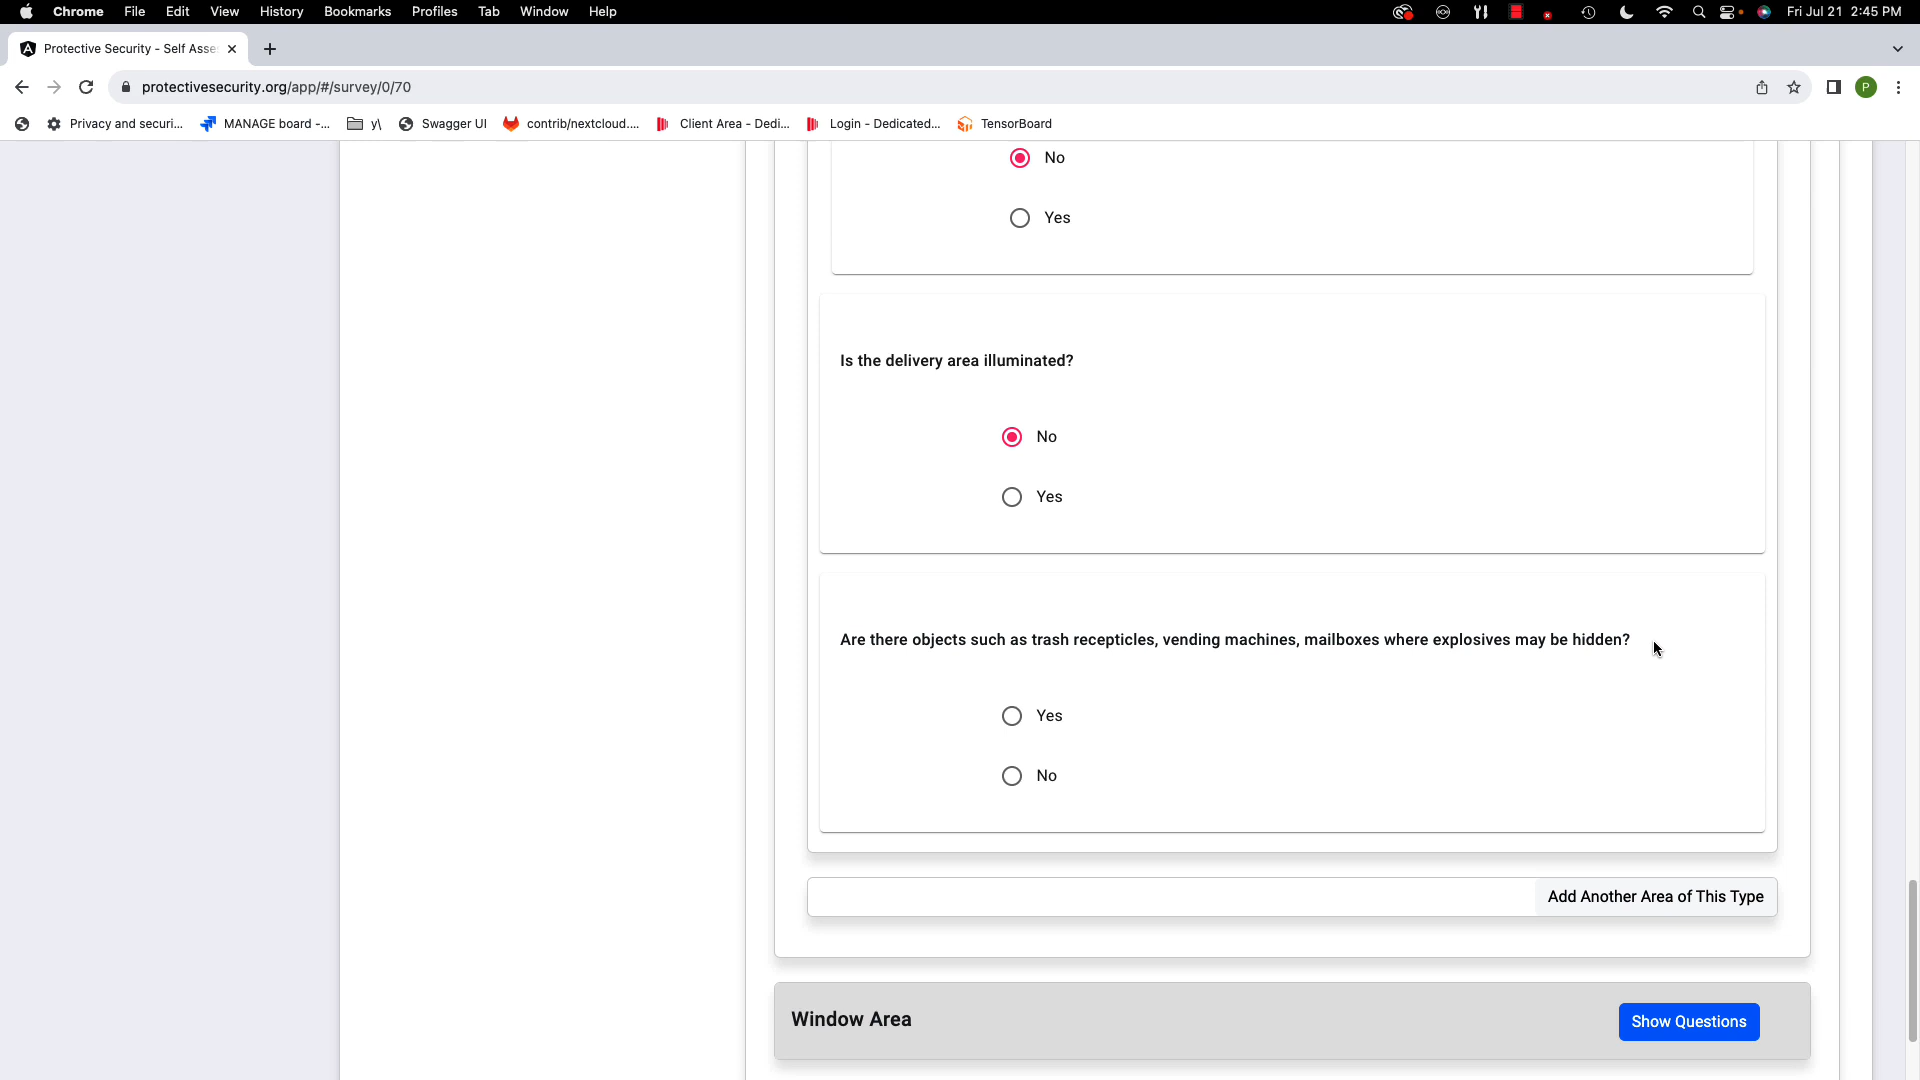 Chrome File Edit View History Bookmarks Profiles Tab Window Help Fri Jul 21 2:45 PM
Protective Security - Self Asse
protectivesecurity.org/app/#/survey/0/70 P
Privacy and securi... MANAGE board -... y\ Swagger UI contrib/nextcloud.... Client Area - Dedi... Login - Dedicated... TensorBoard
No
Yes
Is the delivery area illuminated?
No
Yes
Are there objects such as trash recepticles, vending machines, mailboxes where explosives may be hidden?
Yes
No
Add Another Area of This Type
Window Area Show Questions